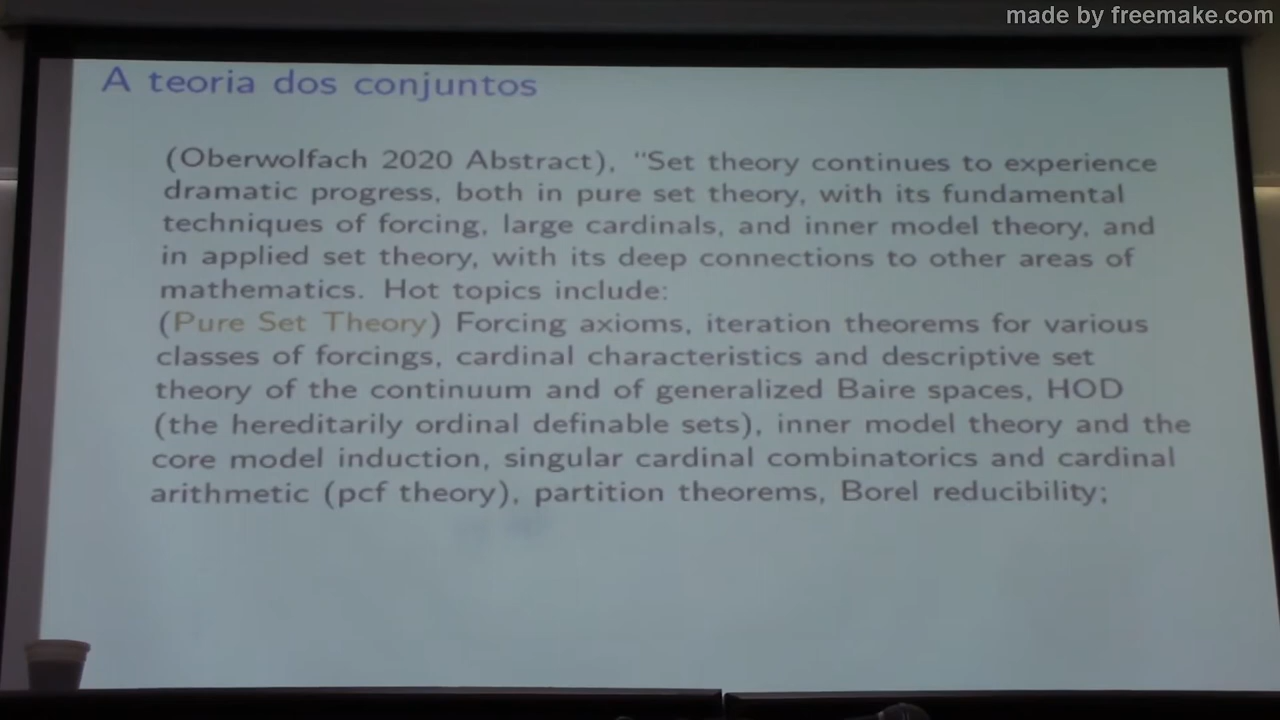 made by freemake.com
A teoria dos conjuntos
(Oberwolfach 2020 Abstract), "Set theory continues to experience
dramatic progress, both in pure set theory, with its fundamental
techniques of forcing, large cardinals, and inner model theory, and
in applied set theory, with its deep connections to other areas of
mathematics. Hot topics include:
(Pure Set Theory) Forcing axioms, iteration theorems for various
classes of forcings, cardinal characteristics and descriptive set
theory of the continuum and of generalized Baire spaces, HOD
(the hereditarily ordinal definable sets), inner model theory and the
core model induction, singular cardinal combinatorics and cardinal
arithmetic (pcf theory), partition theorems, Borel reducibility;